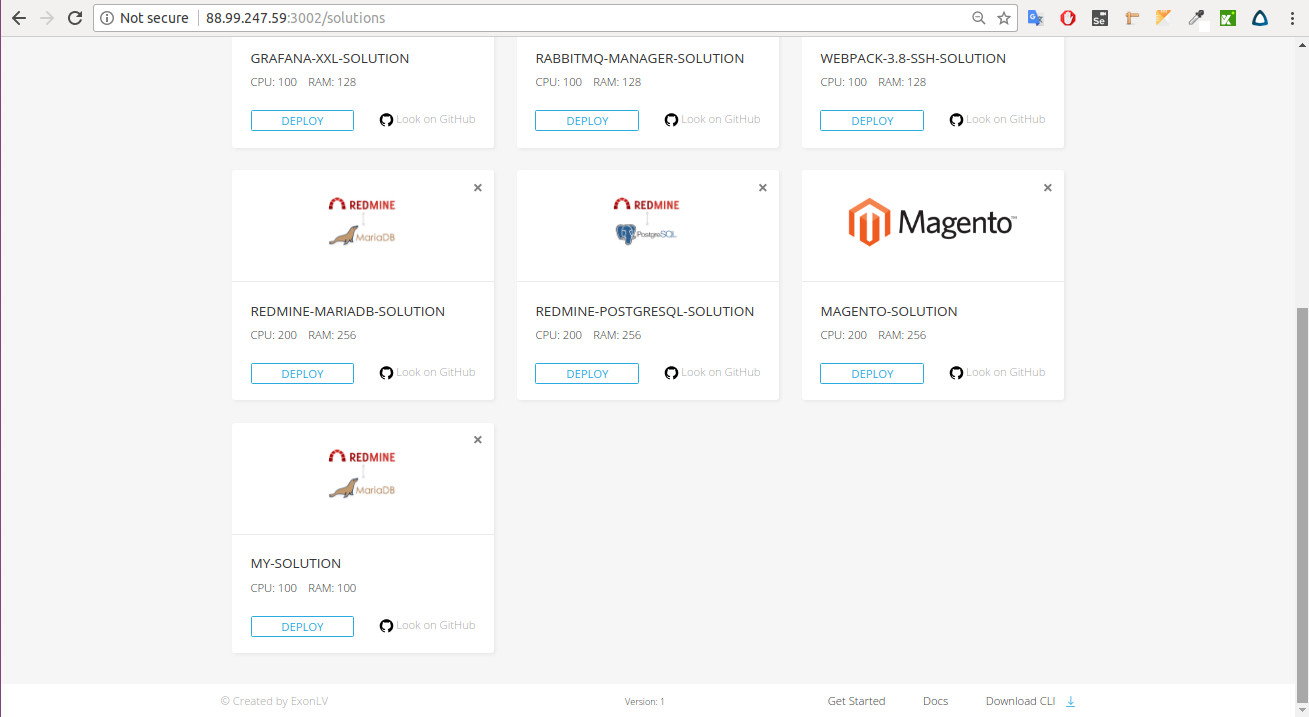 Not secure 88.99.247.59:3002/solutions
GRAFANA-XXL-SOLUTION
CPU: 100 RAM: 128
DEPLOY Look on GitHub
RABBITMQ-MANAGER-SOLUTION
CPU: 100 RAM: 128
DEPLOY Look on GitHub
WEBPACK-3.8-SSH-SOLUTION
CPU: 100 RAM: 128
DEPLOY Look on GitHub
REDMINE
MariaDB
REDMINE-MARIADB-SOLUTION
CPU: 200 RAM: 256
DEPLOY Look on GitHub
REDMINE
PostgreSQL
REDMINE-POSTGRESQL-SOLUTION
CPU: 200 RAM: 256
DEPLOY Look on GitHub
Magento™
MAGENTO-SOLUTION
CPU: 200 RAM: 256
DEPLOY Look on GitHub
REDMINE
MariaDB
MY-SOLUTION
CPU: 100 RAM: 100
DEPLOY Look on GitHub
© Created by ExonLV Version: 1 Get Started Docs Download CLI